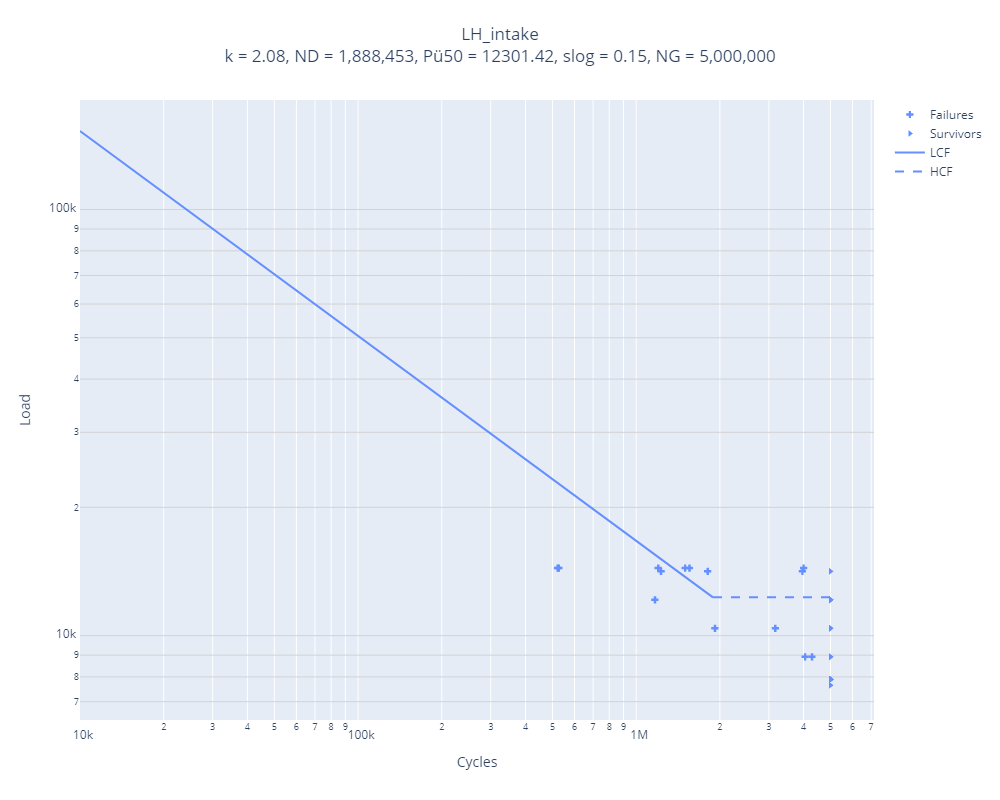 LH_intake
k = 2.08, ND = 1,888,453, Pü50 = 12301.42, slog = 0.15, NG = 5,000,000
Failures
Survivors
LCF
HCF
100k
9
8
7
6
5
4
3
2
10k
9
8
7
Load
10k
2
3
4
5
6
7
8
9
100k
2
3
4
5
6
7
8
9
1M
2
3
4
5
6
7
Cycles